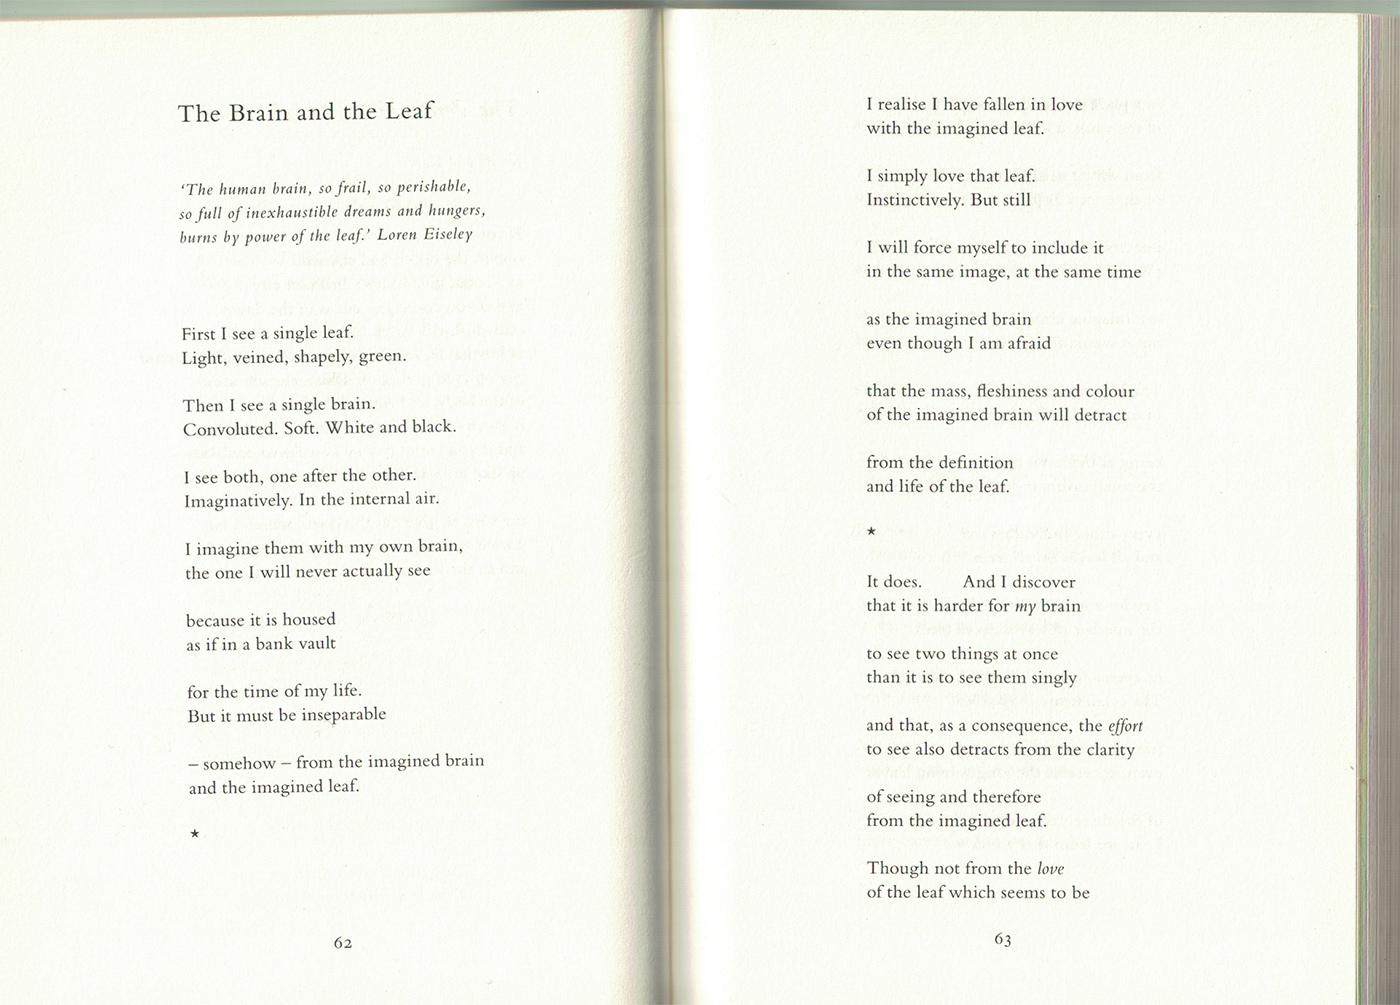 The Brain and the Leaf
‘The human brain, so frail, so perishable,
so full of inexhaustible dreams and hungers,
burns by power of the leaf.’ Loren Eiseley
First I see a single leaf.
Light, veined, shapely, green.
Then I see a single brain.
Convoluted. Soft. White and black.
I see both, one after the other.
Imaginatively. In the internal air.
I imagine them with my own brain,
the one I will never actually see
because it is housed
as if in a bank vault
for the time of my life.
But it must be inseparable
– somehow – from the imagined brain
and the imagined leaf.
★
62
I realise I have fallen in love
with the imagined leaf.
I simply love that leaf.
Instinctively. But still
I will force myself to include it
in the same image, at the same time
as the imagined brain
even though I am afraid
that the mass, fleshiness and colour
of the imagined brain will detract
from the definition
and life of the leaf.
★
It does.   And I discover
that it is harder for my brain
to see two things at once
than it is to see them singly
and that, as a consequence, the effort
to see also detracts from the clarity
of seeing and therefore
from the imagined leaf.
Though not from the love
of the leaf which seems to be
63